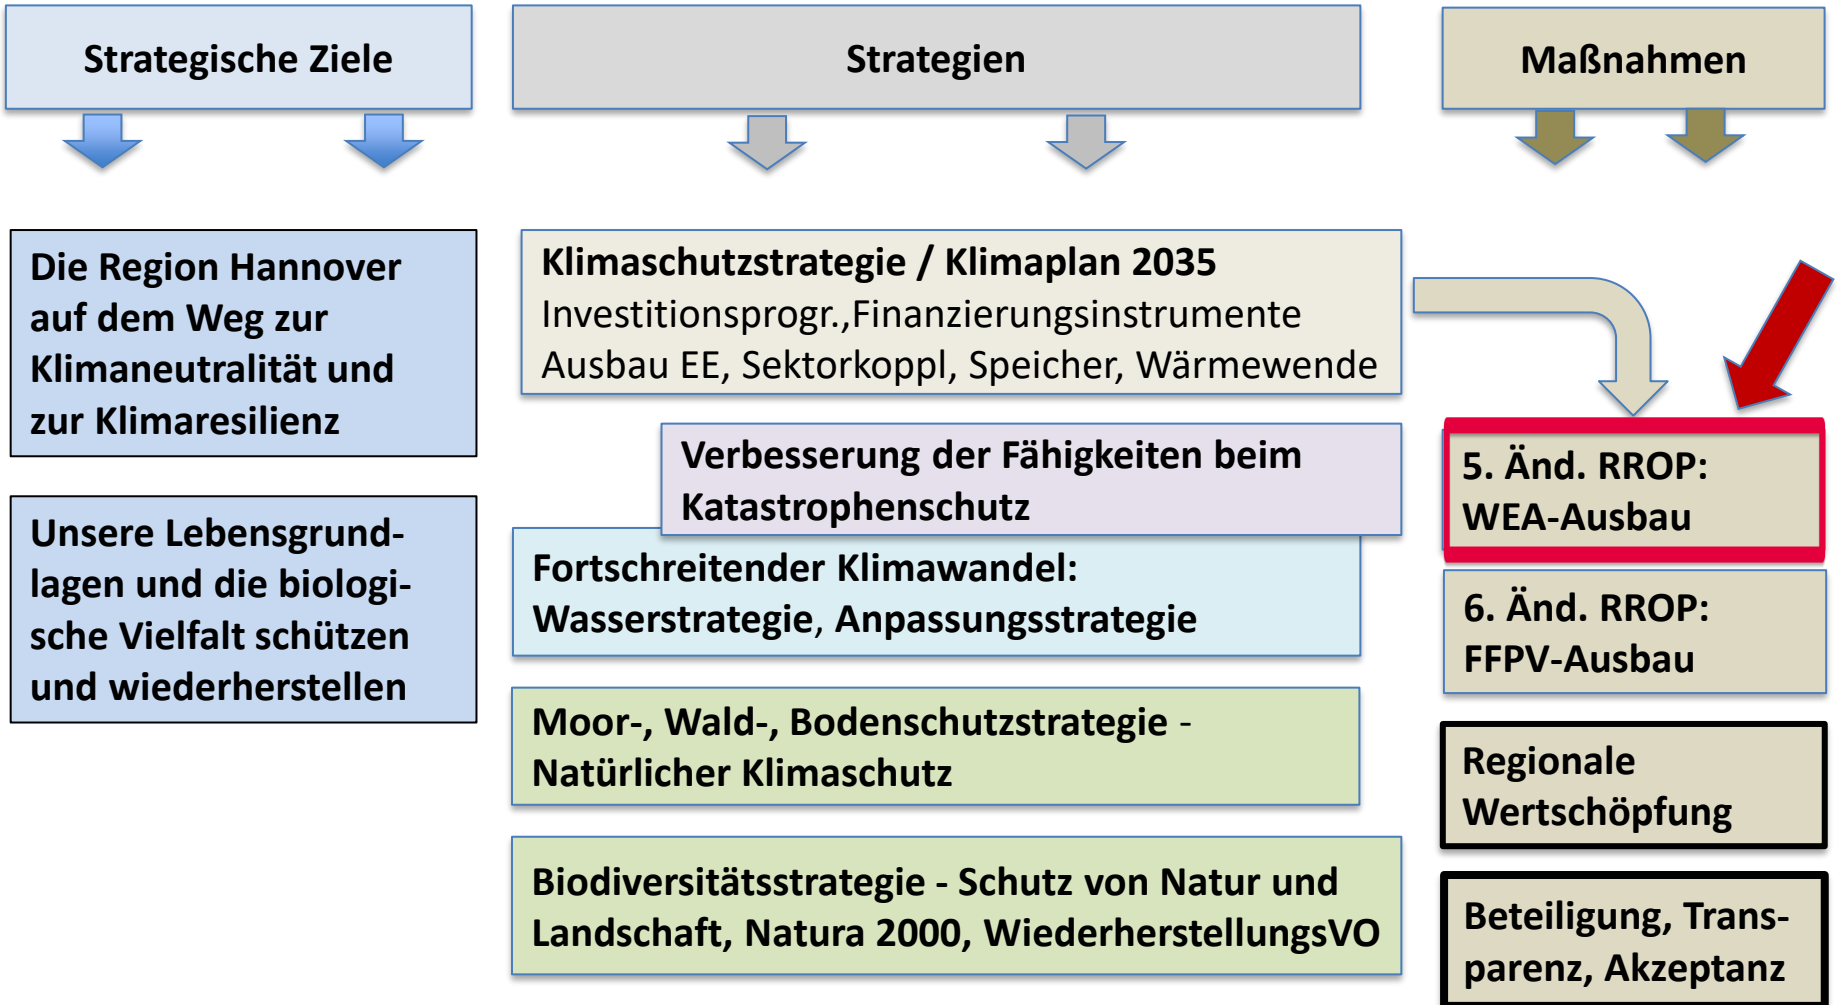 Strategische Ziele
Strategien
Maßnahmen
Die Region Hannover
auf dem Weg zur
Klimaneutralität und
zur Klimaresilienz
Unsere Lebensgrund-
lagen und die biologi-
sche Vielfalt schützen
und wiederherstellen
Klimaschutzstrategie / Klimaplan 2035
Investitionsprogr.,Finanzierungsinstrumente
Ausbau EE, Sektorkoppl, Speicher, Wärmewende
Verbesserung der Fähigkeiten beim
Katastrophenschutz
Fortschreitender Klimawandel:
Wasserstrategie, Anpassungsstrategie
Moor-, Wald-, Bodenschutzstrategie -
Natürlicher Klimaschutz
Biodiversitätsstrategie - Schutz von Natur und
Landschaft, Natura 2000, WiederherstellungsVO
5. Änd. RROP:
WEA-Ausbau
6. Änd. RROP:
FFPV-Ausbau
Regionale
Wertschöpfung
Beteiligung, Trans-
parenz, Akzeptanz